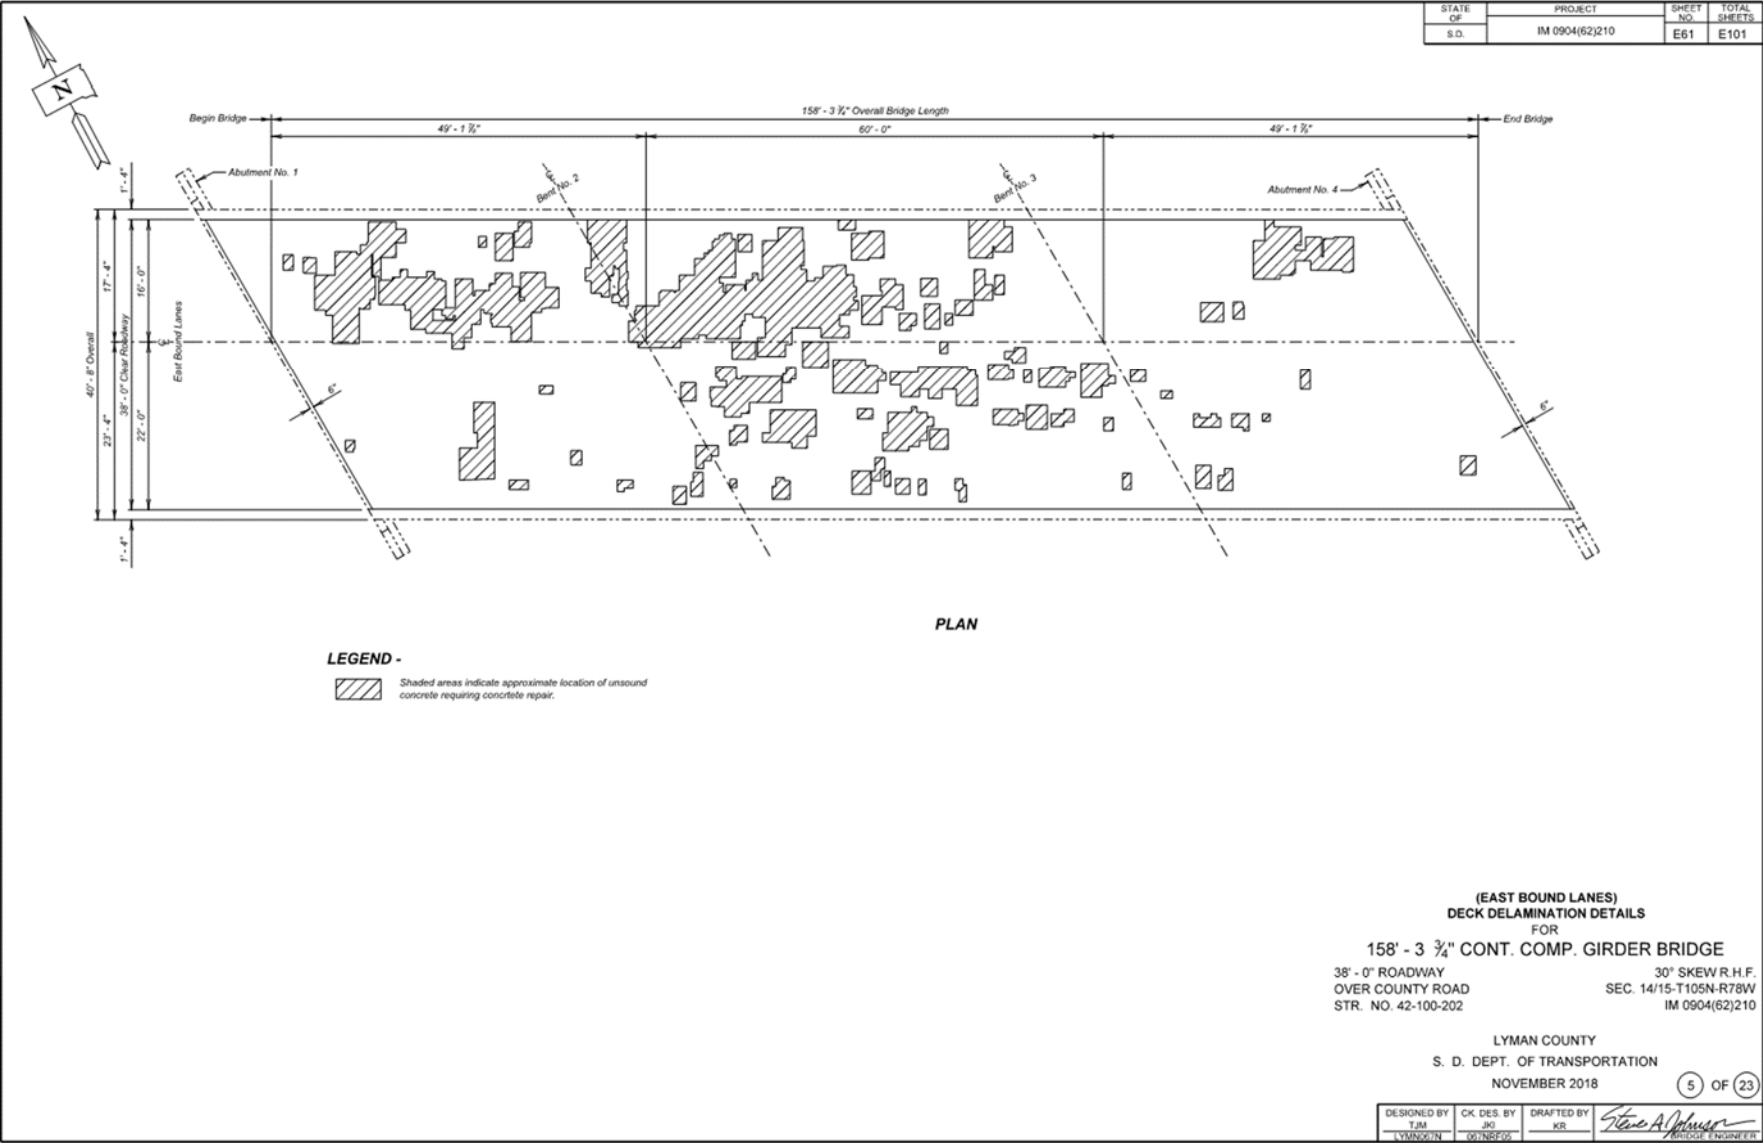 STATE OF
PROJECT
SHEET NO.
TOTAL SHEETS
S.D.
IM 0904(62)210
E61
E101
N
158' - 3 ¾" Overall Bridge Length
Begin Bridge
End Bridge
49' - 1 ⅞"
60' - 0"
49' - 1 ⅞"
Abutment No. 1
Bent No. 2
Bent No. 3
Abutment No. 4
1' - 4"
17' - 4"
16' - 0"
40' - 8" Overall
38' - 0" Clear Roadway
East Bound Lanes
23' - 4"
22' - 0"
6"
6"
1' - 4"
PLAN
LEGEND -
Shaded areas indicate approximate location of unsound
concrete requiring concrtete repair.
(EAST BOUND LANES)
DECK DELAMINATION DETAILS
FOR
158' - 3 ¾" CONT. COMP. GIRDER BRIDGE
38' - 0" ROADWAY
30° SKEW R.H.F.
OVER COUNTY ROAD
SEC. 14/15-T105N-R78W
STR. NO. 42-100-202
IM 0904(62)210
LYMAN COUNTY
S. D. DEPT. OF TRANSPORTATION
NOVEMBER 2018
5 OF 23
DESIGNED BY
CK. DES. BY
DRAFTED BY
TJM
JKI
KR
Steve A Johnson
LYMN067N
067NRF05
BRIDGE ENGINEER